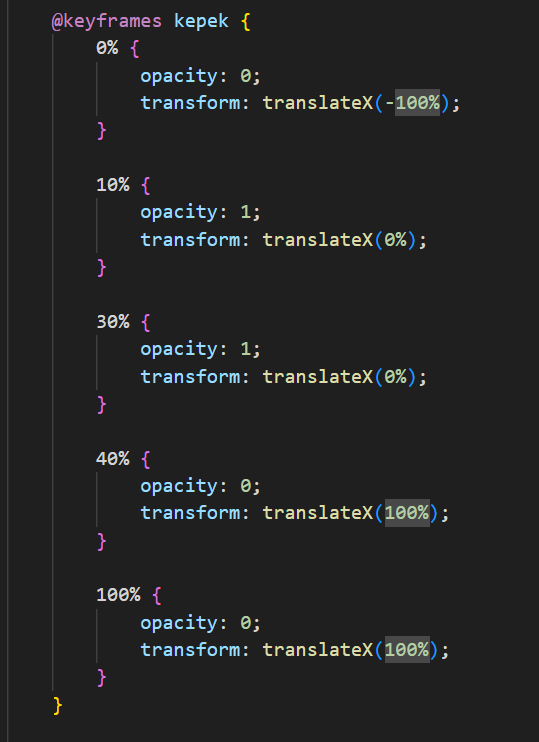 @keyframes kepek {
    0% {
        opacity: 0;
        transform: translateX(-100%);
    }

    10% {
        opacity: 1;
        transform: translateX(0%);
    }

    30% {
        opacity: 1;
        transform: translateX(0%);
    }

    40% {
        opacity: 0;
        transform: translateX(100%);
    }

    100% {
        opacity: 0;
        transform: translateX(100%);
    }
}